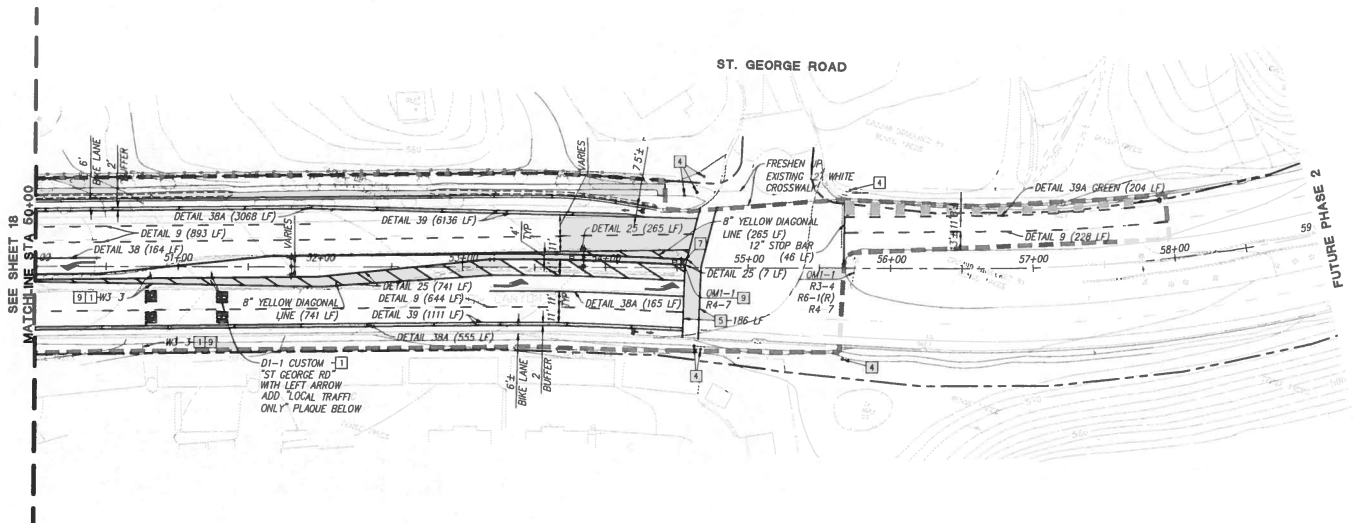 ST. GEORGE ROAD
SEE SHEET 18
MATCHLINE STA 50+00
6'
BIKE LANE
2'
BUFFER
VARIES
7.5'±
4
FRESHEN UP
EXISTING 12" WHITE
CROSSWALK
4
DETAIL 39A GREEN (204 LF)
DETAIL 38A (3068 LF)
DETAIL 39 (6136 LF)
DETAIL 9 (893 LF)
DETAIL 38 (164 LF)
VARIES
4'
TYP
11'
DETAIL 25 (265 LF)
8" YELLOW DIAGONAL
LINE (265 LF)
12" STOP BAR
(46 LF)
7
DETAIL 9 (228 LF)
51+00
53+00
55+00
56+00
57+00
58+00
59
FUTURE PHASE 2
DETAIL 25 (7 LF)
OM1-1
R3-4
R6-1(R)
R4-7
OM1-1
R4-7
9
5
186 LF
9 1 W3-3
8" YELLOW DIAGONAL
LINE (741 LF)
DETAIL 25 (741 LF)
DETAIL 9 (644 LF)
DETAIL 39 (1111 LF)
11' 11'
TYP
DETAIL 38A (165 LF)
W3-3 1 9
DETAIL 38A (555 LF)
D1-1 CUSTOM 1
"ST GEORGE RD"
WITH LEFT ARROW
ADD "LOCAL TRAFFI
ONLY" PLAQUE BELOW
6'±
BIKE LANE
2
BUFFER
4
4